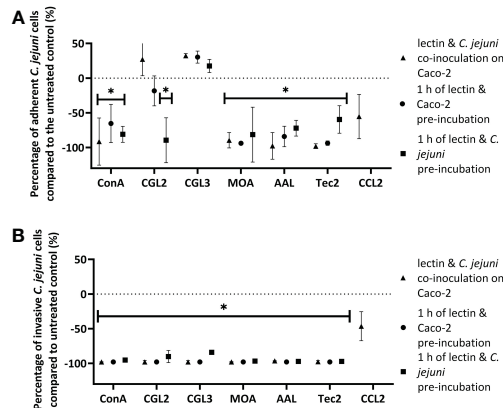 A
Percentage of adherent C. jejuni cells
compared to the untreated control (%)
50
0
-50
-100
*
*
*
ConA CGL2 CGL3 MOA AAL Tec2 CCL2
lectin & C. jejuni
co-inoculation on
Caco-2
1 h of lectin &
Caco-2
pre-incubation
1 h of lectin & C.
jejuni
pre-incubation
B
Percentage of invasive C. jejuni cells
compared to untreated control (%)
50
0
-50
-100
*
ConA CGL2 CGL3 MOA AAL Tec2 CCL2
lectin & C. jejuni
co-inoculation on
Caco-2
1 h of lectin &
Caco-2
pre-incubation
1 h of lectin & C.
jejuni
pre-incubation